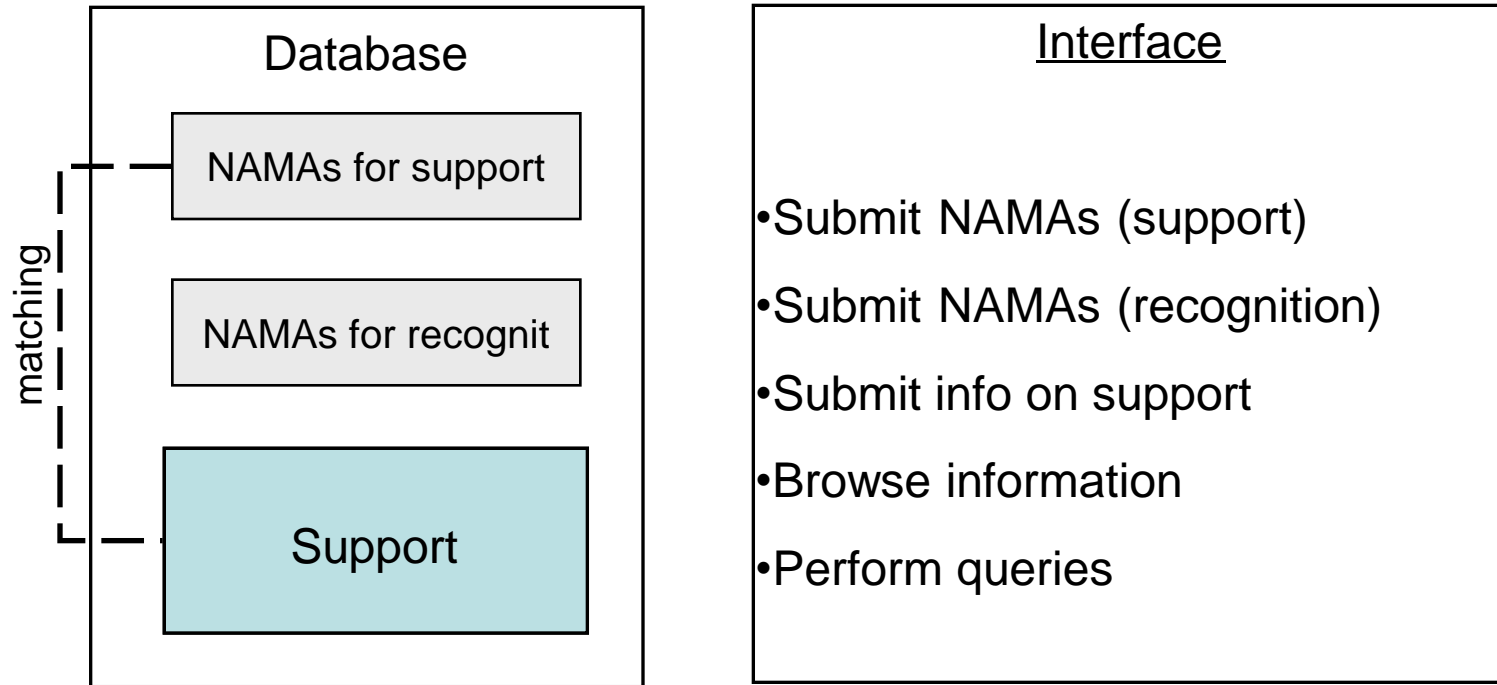 Database
NAMAs for support
NAMAs for recognit
Support
matching
Interface
•Submit NAMAs (support)
•Submit NAMAs (recognition)
•Submit info on support
•Browse information
•Perform queries